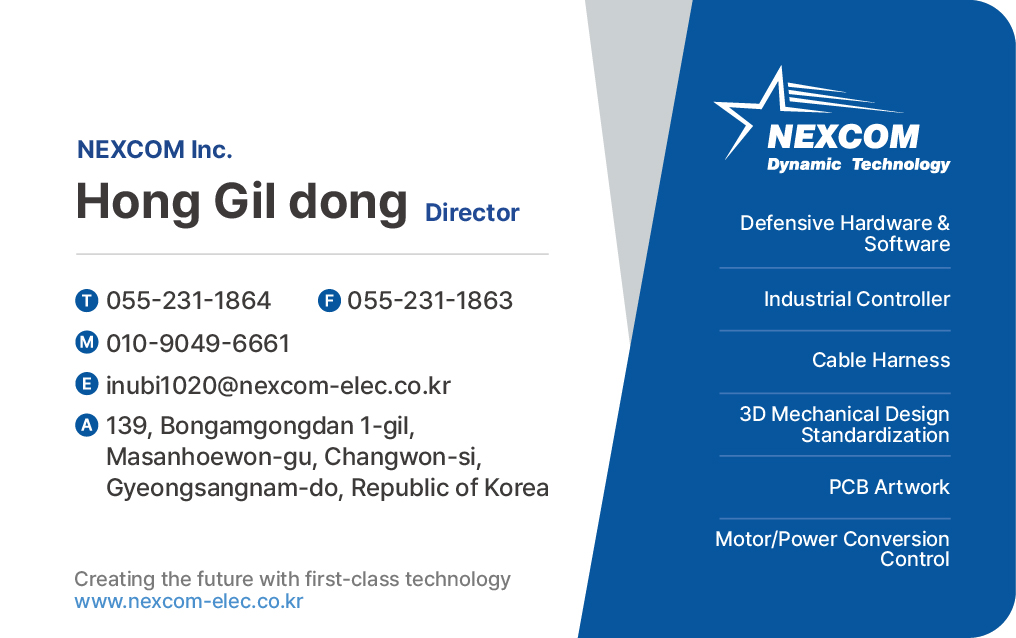 NEXCOM Inc.
Hong Gil dong Director
T 055-231-1864 F 055-231-1863
M 010-9049-6661
E inubi1020@nexcom-elec.co.kr
A 139, Bongamgongdan 1-gil,
Masanhoewon-gu, Changwon-si,
Gyeongsangnam-do, Republic of Korea
Creating the future with first-class technology
www.nexcom-elec.co.kr
NEXCOM
Dynamic Technology
Defensive Hardware &
Software
Industrial Controller
Cable Harness
3D Mechanical Design
Standardization
PCB Artwork
Motor/Power Conversion
Control